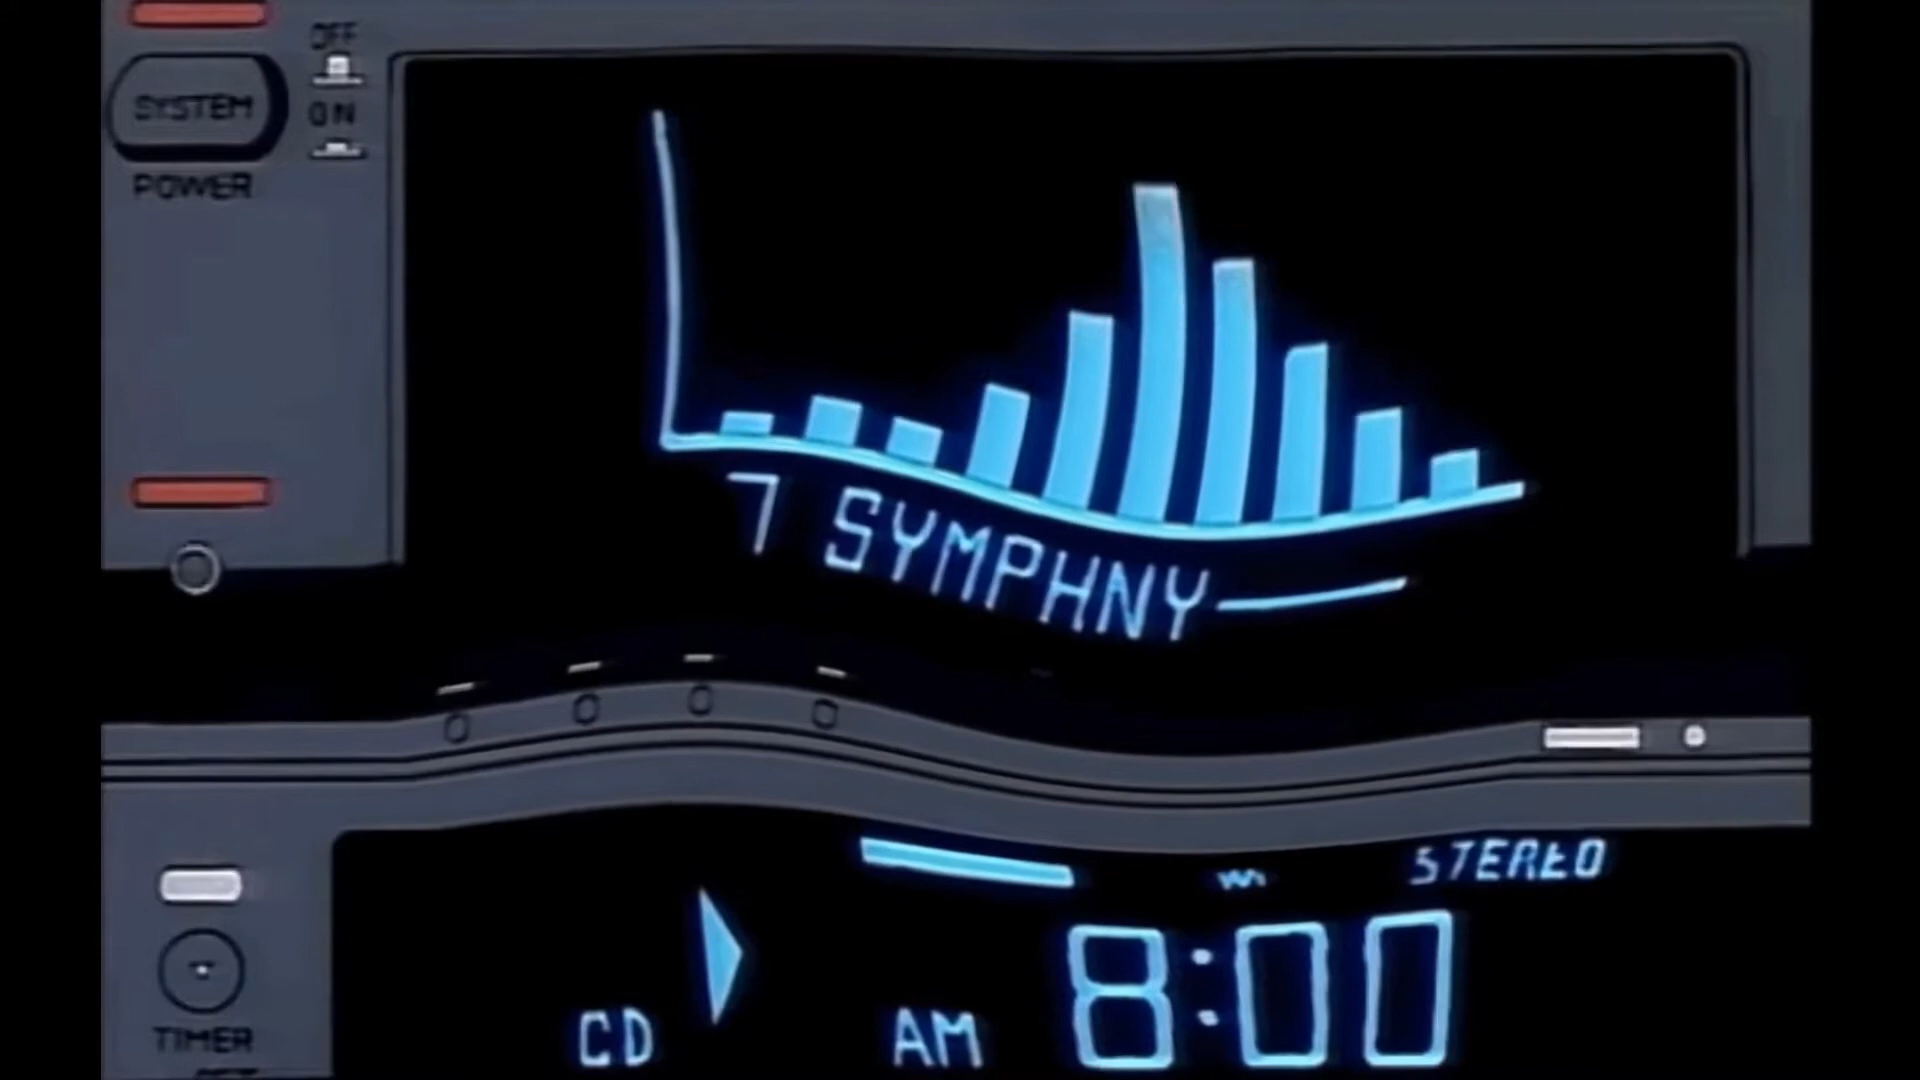 OFF
SYSTEM
ON
POWER
7 SYMPHNY
STEREO
8:00
CD
AM
TIMER